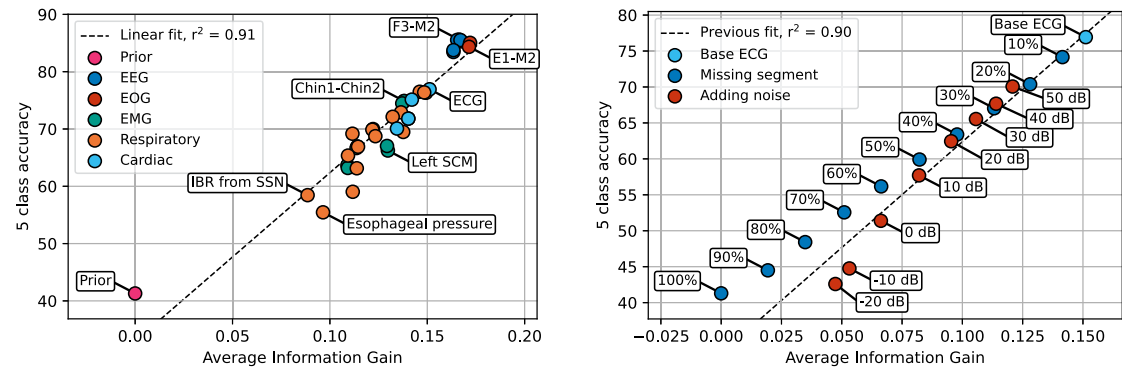 90
80
70
60
50
40
5 class accuracy
0.00
0.05
0.10
0.15
0.20
Average Information Gain
Linear fit, r² = 0.91
Prior
EEG
EOG
EMG
Respiratory
Cardiac
F3-M2
E1-M2
Chin1-Chin2
ECG
Left SCM
IBR from SSN
Esophageal pressure
Prior
80
75
70
65
60
55
50
45
40
5 class accuracy
−0.025
0.000
0.025
0.050
0.075
0.100
0.125
0.150
Average Information Gain
Previous fit, r² = 0.90
Base ECG
Missing segment
Adding noise
Base ECG
10%
20%
50 dB
30%
40 dB
40%
30 dB
50%
20 dB
60%
10 dB
70%
0 dB
80%
90%
-10 dB
100%
-20 dB